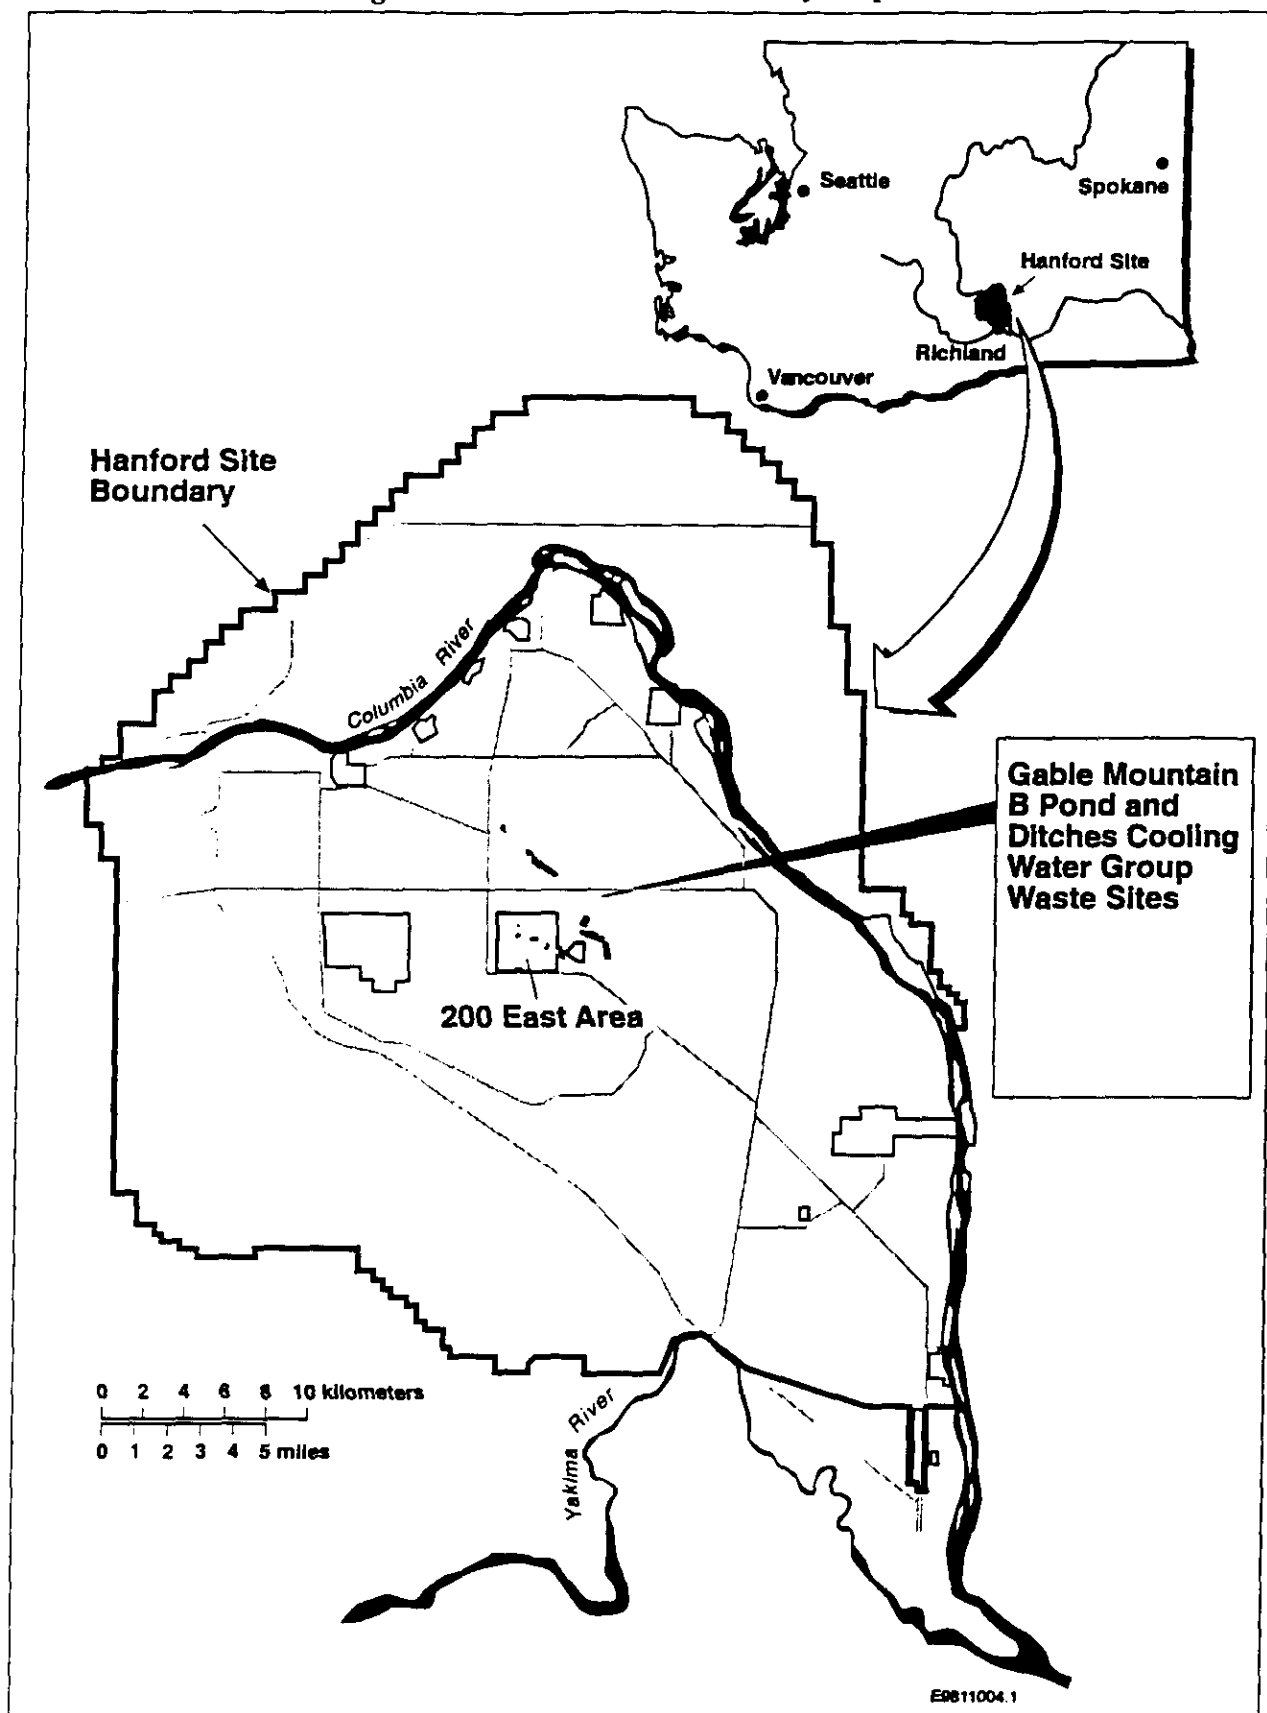 Seattle
Spokane
Hanford Site
Richland
Vancouver
Hanford Site
Boundary
Columbia River
Gable Mountain
B Pond and
Ditches Cooling
Water Group
Waste Sites
200 East Area
0 2 4 6 8 10 kilometers
0 1 2 3 4 5 miles
Yakima River
E9811004.1